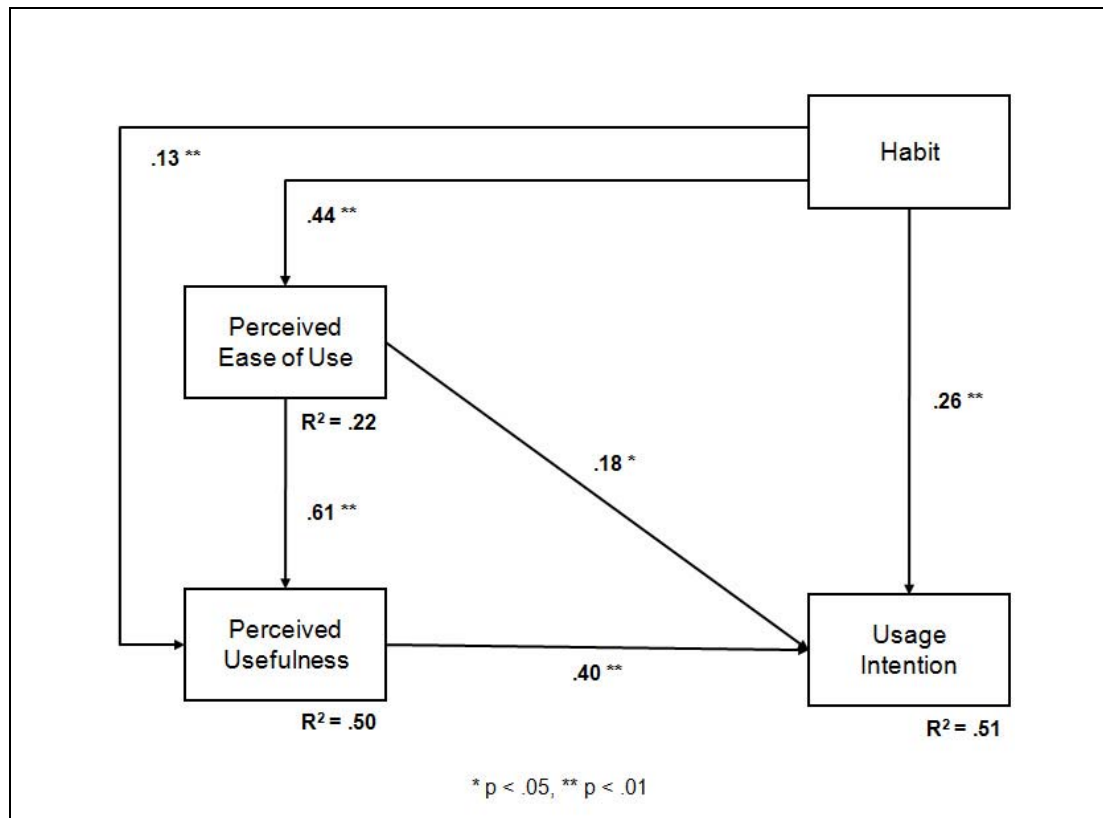 Habit
.13 **
.44 **
Perceived
Ease of Use
R² = .22
.26 **
.18 *
.61 **
Perceived
Usefulness
Usage
Intention
.40 **
R² = .50
R² = .51
* p < .05, ** p < .01